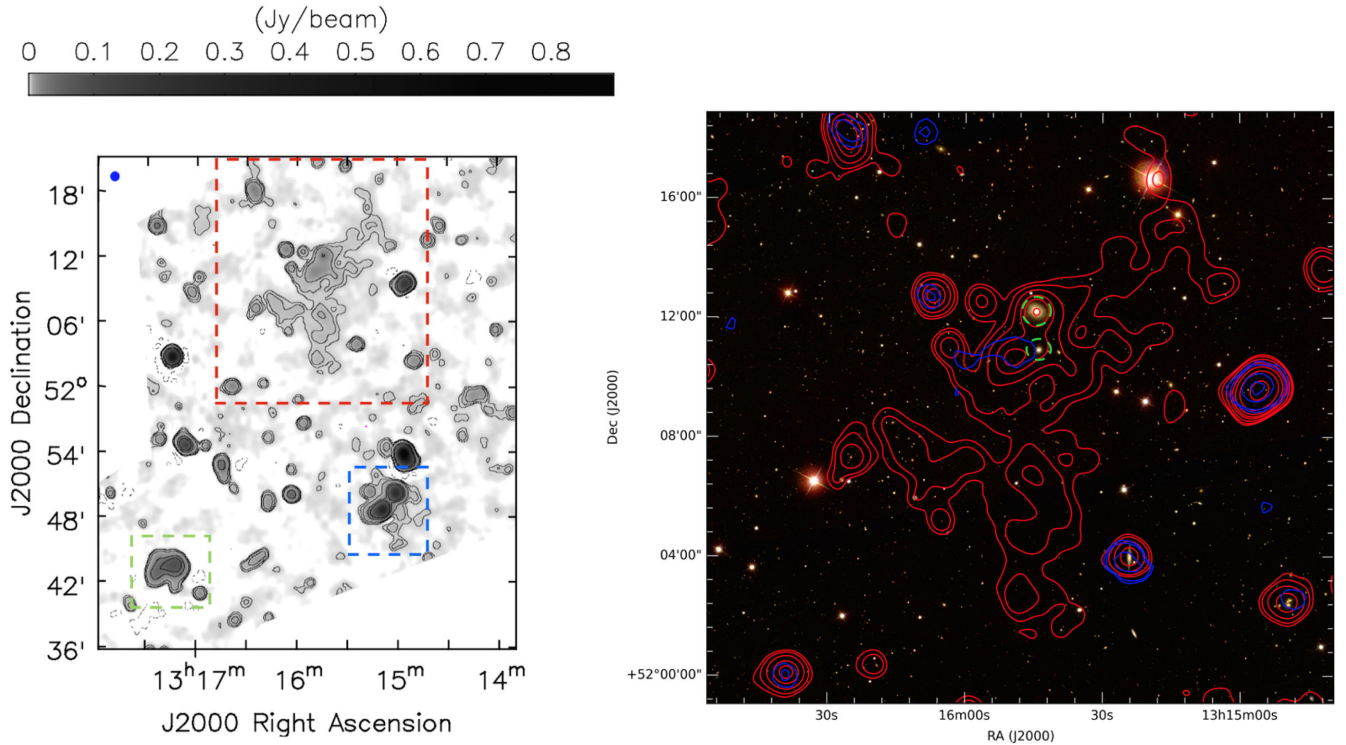 (Jy/beam)
0 0.1 0.2 0.3 0.4 0.5 0.6 0.7 0.8
J2000 Declination
18'
12'
06'
52°
54'
48'
42'
36'
13ʰ17ᵐ 16ᵐ 15ᵐ 14ᵐ
J2000 Right Ascension
Dec (J2000)
16'00"
12'00"
08'00"
04'00"
+52°00'00"
30s 16m00s 30s 13h15m00s
RA (J2000)